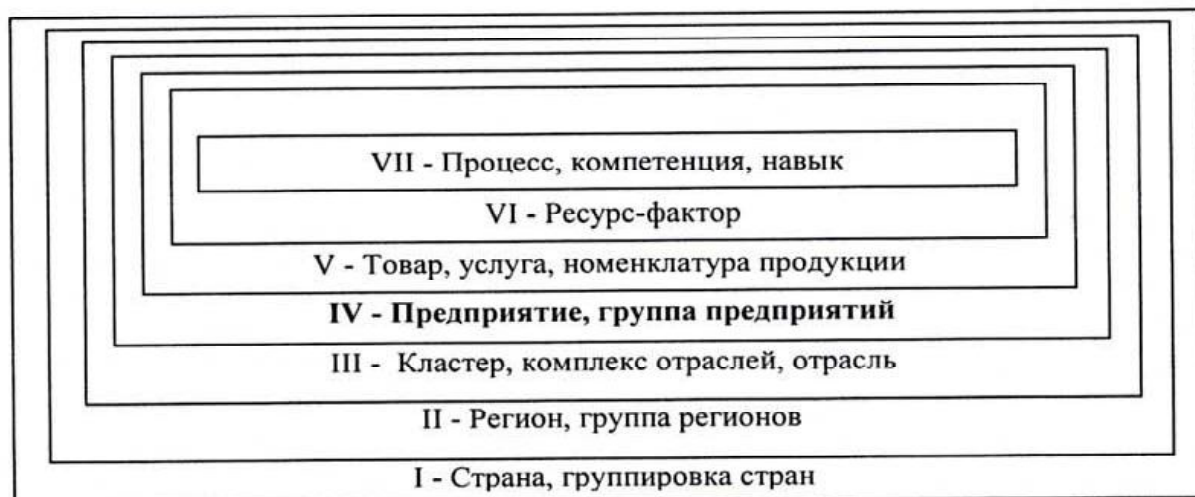 VII - Процесс, компетенция, навык
VI - Ресурс-фактор
V - Товар, услуга, номенклатура продукции
IV - Предприятие, группа предприятий
III - Кластер, комплекс отраслей, отрасль
II - Регион, группа регионов
I - Страна, группировка стран